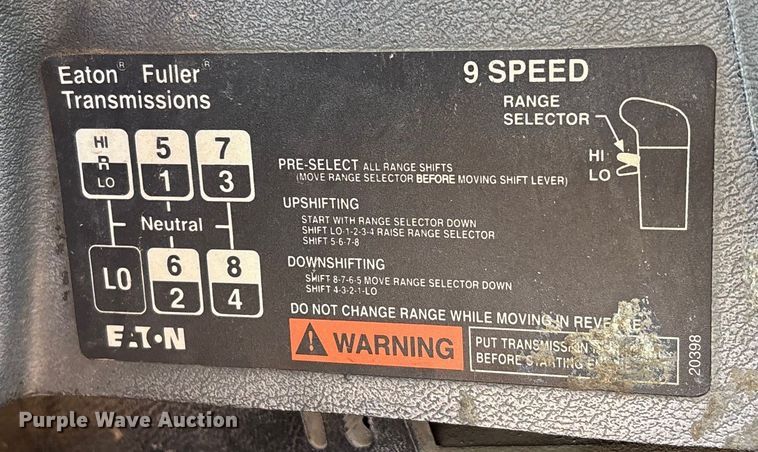 Eaton® Fuller®
Transmissions
9 SPEED
RANGE
SELECTOR
HI
LO
HI
R
LO
5
1
7
3
Neutral
LO
6
2
8
4
EATON
PRE-SELECT ALL RANGE SHIFTS
(MOVE RANGE SELECTOR BEFORE MOVING SHIFT LEVER)
UPSHIFTING
START WITH RANGE SELECTOR DOWN
SHIFT LO-1-2-3-4 RAISE RANGE SELECTOR
SHIFT 5-6-7-8
DOWNSHIFTING
SHIFT 8-7-6-5 MOVE RANGE SELECTOR DOWN
SHIFT 4-3-2-1-LO
DO NOT CHANGE RANGE WHILE MOVING IN REVERSE
WARNING
PUT TRANSMISSION
BEFORE STARTING
20398
Purple Wave Auction